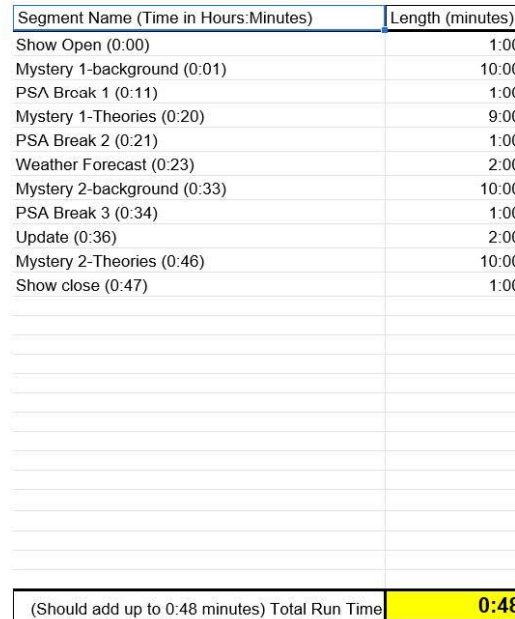 Segment Name (Time in Hours:Minutes) Length (minutes)
Show Open (0:00) 1:00
Mystery 1-background (0:01) 10:00
PSA Break 1 (0:11) 1:00
Mystery 1-Theories (0:20) 9:00
PSA Break 2 (0:21) 1:00
Weather Forecast (0:23) 2:00
Mystery 2-background (0:33) 10:00
PSA Break 3 (0:34) 1:00
Update (0:36) 2:00
Mystery 2-Theories (0:46) 10:00
Show close (0:47) 1:00
(Should add up to 0:48 minutes) Total Run Time 0:48